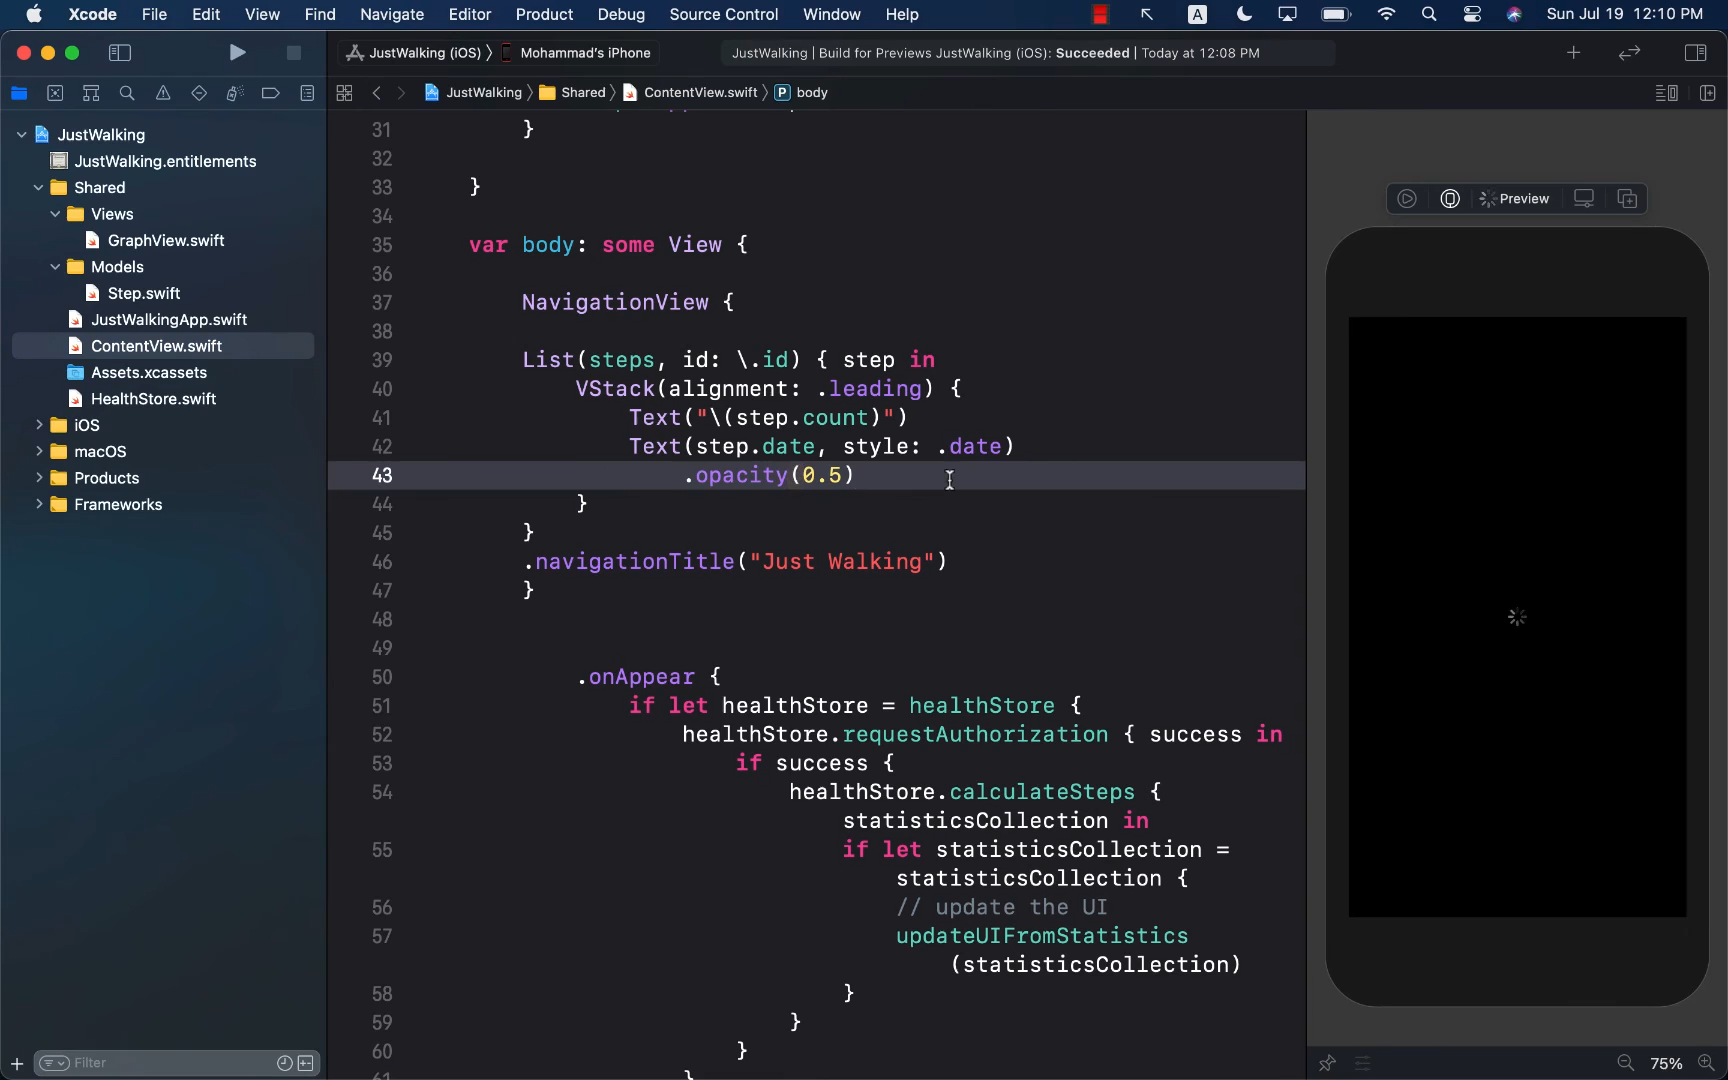 Xcode File Edit View Find Navigate Editor Product Debug Source Control Window Help A Sun Jul 19 12:10 PM
JustWalking (iOS) 〉 Mohammad's iPhone JustWalking | Build for Previews JustWalking (iOS): Succeeded | Today at 12:08 PM
JustWalking 〉 Shared 〉 ContentView.swift 〉 P body
JustWalking
JustWalking.entitlements
Shared
Views
GraphView.swift
Models
Step.swift
JustWalkingApp.swift
ContentView.swift
Assets.xcassets
HealthStore.swift
iOS
macOS
Products
Frameworks
Filter
31 }
32
33 }
34
35 var body: some View {
36
37 NavigationView {
38
39 List(steps, id: \.id) { step in
40 VStack(alignment: .leading) {
41 Text("\(step.count)")
42 Text(step.date, style: .date)
43 .opacity(0.5)
44 }
45 }
46 .navigationTitle("Just Walking")
47 }
48
49
50 .onAppear {
51 if let healthStore = healthStore {
52 healthStore.requestAuthorization { success in
53 if success {
54 healthStore.calculateSteps {
statisticsCollection in
55 if let statisticsCollection =
statisticsCollection {
56 // update the UI
57 updateUIFromStatistics
(statisticsCollection)
58 }
59 }
60 }
Preview
75%